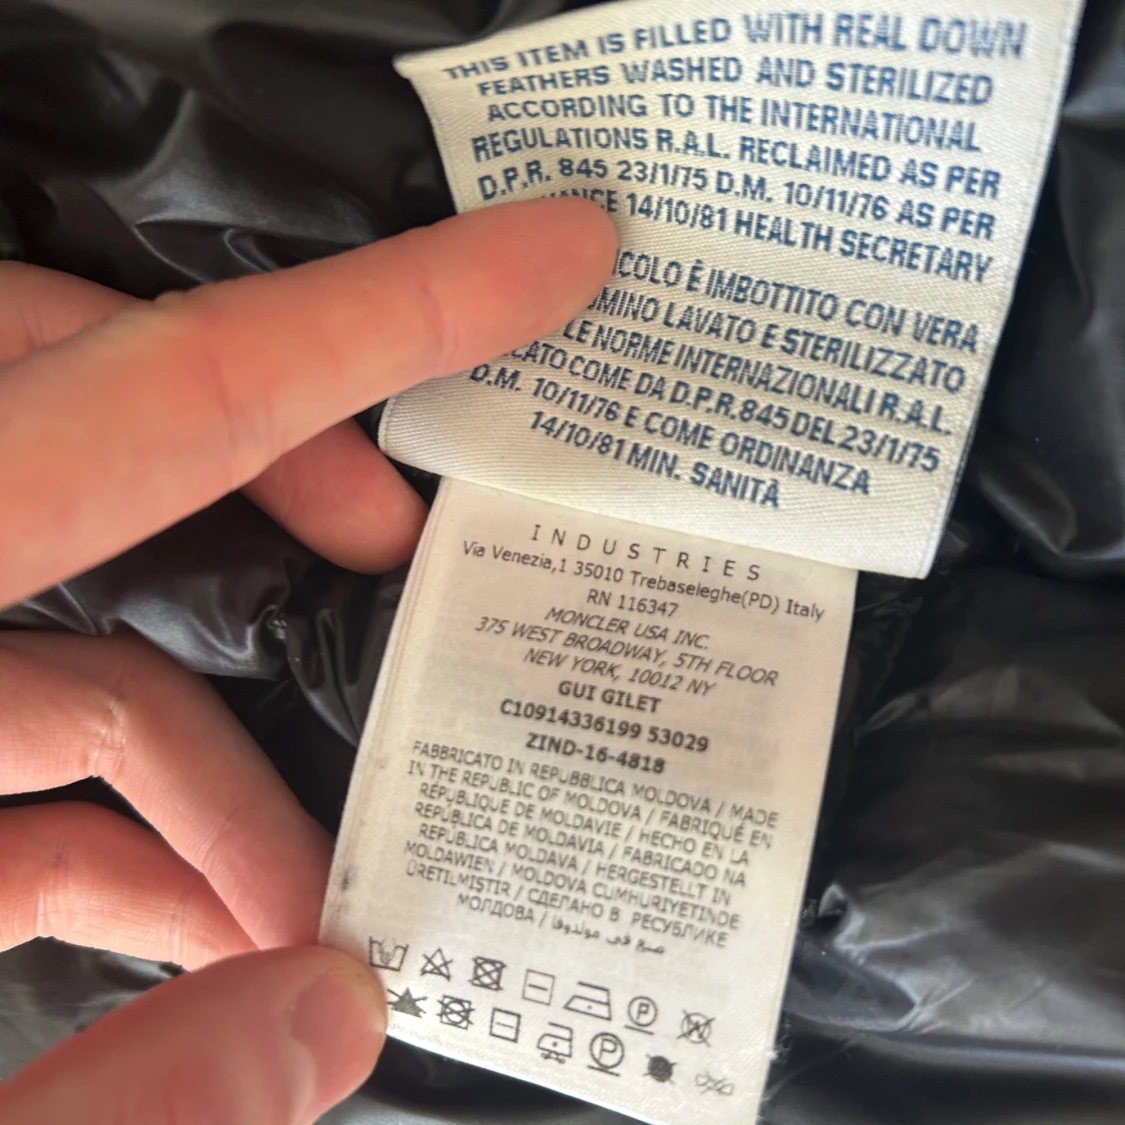 THIS ITEM IS FILLED WITH REAL DOWN
FEATHERS WASHED AND STERILIZED
ACCORDING TO THE INTERNATIONAL
REGULATIONS R.A.L. RECLAIMED AS PER
D.P.R. 845 23/1/75 D.M. 10/11/76 AS PER
14/10/81 HEALTH SECRETARY
È IMBOTTITO CON VERA
LAVATO E STERILIZZATO
LE NORME INTERNAZIONALI R.A.L.
COME DA D.P.R.845 DEL 23/1/75
D.M. 10/11/76 E COME ORDINANZA
14/10/81 MIN. SANITÀ
INDUSTRIES
Via Venezia,1 35010 Trebaseleghe(PD) Italy
RN 116347
MONCLER USA INC.
375 WEST BROADWAY, 5TH FLOOR
NEW YORK, 10012 NY
GUI GILET
C10914336199 53029
ZIND-16-4818
FABBRICATO IN REPUBBLICA MOLDOVA / MADE
IN THE REPUBLIC OF MOLDOVA / FABRIQUÉ EN
RÉPUBLIQUE DE MOLDAVIE / HECHO EN LA
REPÚBLICA DE MOLDAVIA / FABRICADO NA
REPÚBLICA MOLDAVA / HERGESTELLT IN
MOLDAWIEN / MOLDOVA CUMHURIYETINDE
ÜRETILMIŞTIR / СДЕЛАНО В РЕСУБЛИКЕ
МОЛДОВА / صنع في مولدوفا